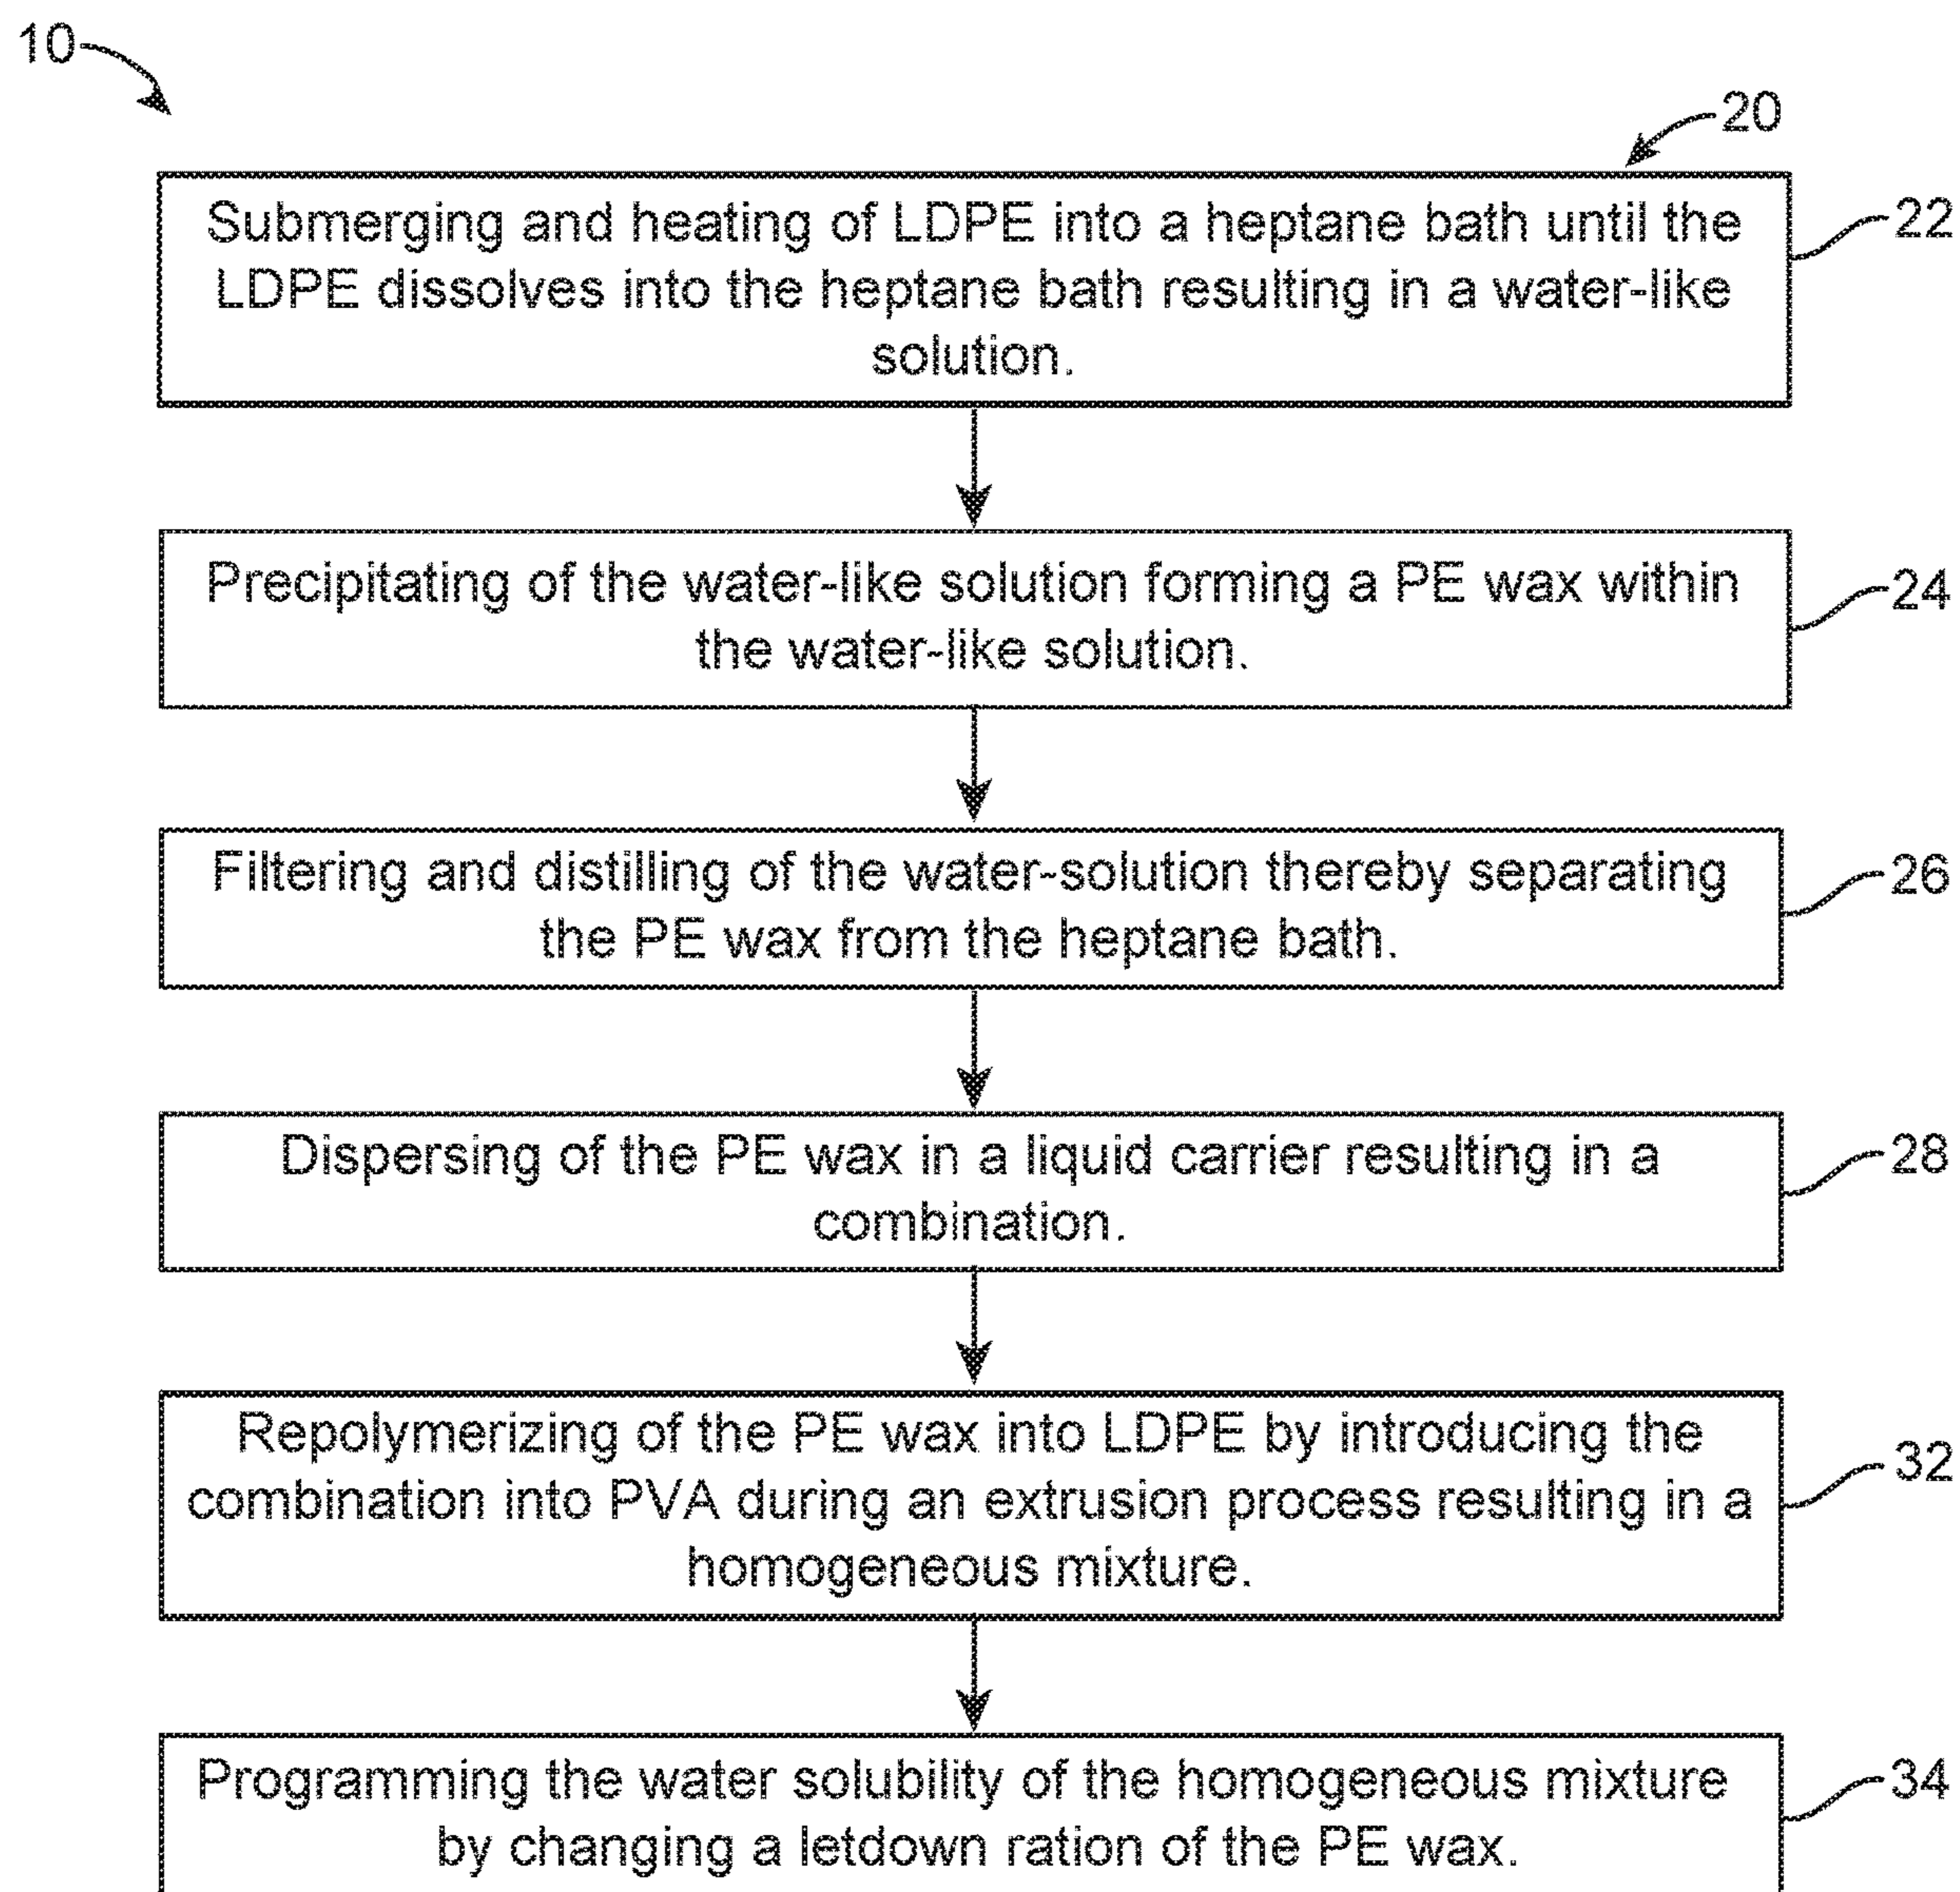 10
20
Submerging and heating of LDPE into a heptane bath until the
LDPE dissolves into the heptane bath resulting in a water-like
solution.
22
Precipitating of the water-like solution forming a PE wax within
the water-like solution.
24
Filtering and distilling of the water-solution thereby separating
the PE wax from the heptane bath.
26
Dispersing of the PE wax in a liquid carrier resulting in a
combination.
28
Repolymerizing of the PE wax into LDPE by introducing the
combination into PVA during an extrusion process resulting in a
homogeneous mixture.
32
Programming the water solubility of the homogeneous mixture
by changing a letdown ration of the PE wax.
34